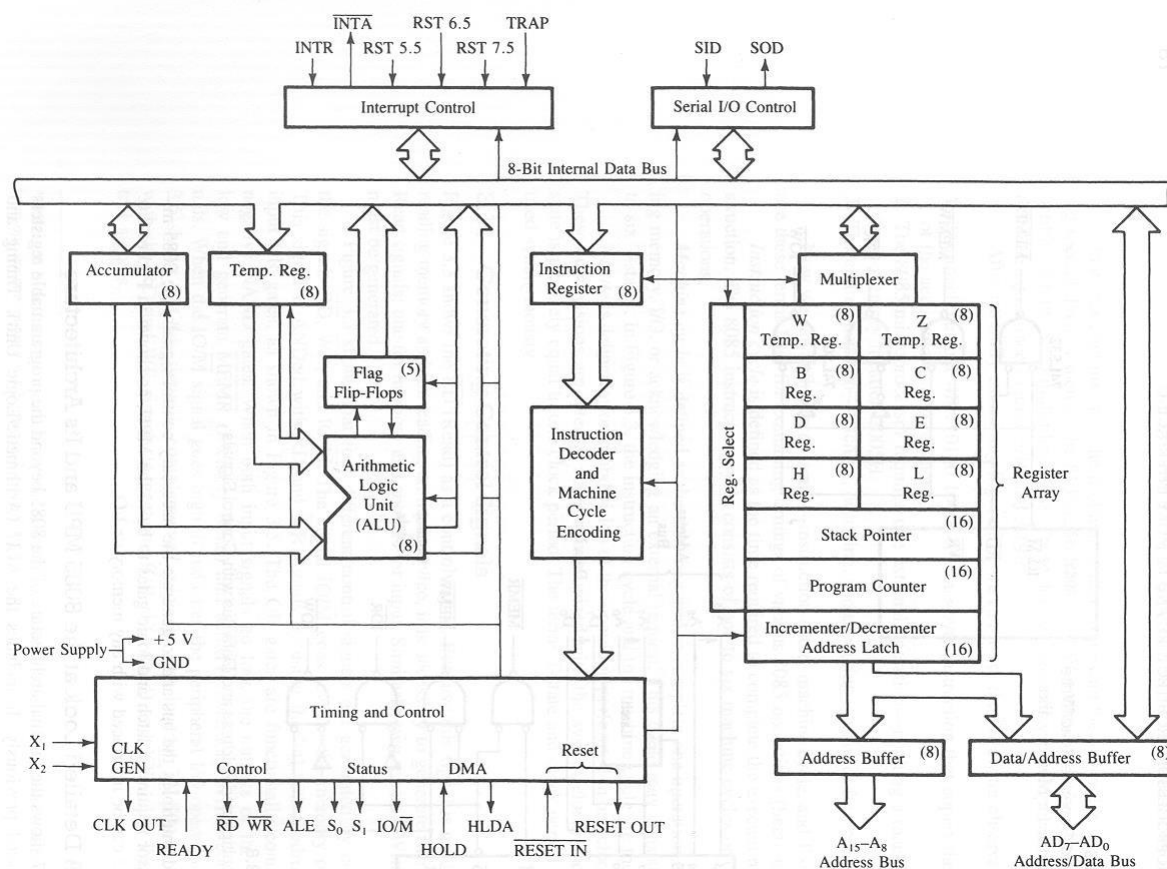 INTR
INTA
RST 5.5
RST 6.5
RST 7.5
TRAP
Interrupt Control
SID
SOD
Serial I/O Control
8-Bit Internal Data Bus
Accumulator
(8)
Temp. Reg.
(8)
Flag
Flip-Flops
(5)
Arithmetic
Logic
Unit
(ALU)
(8)
Instruction
Register
(8)
Instruction
Decoder
and
Machine
Cycle
Encoding
Multiplexer
Reg. Select
W (8)
Temp. Reg.
Z (8)
Temp. Reg.
B (8)
Reg.
C (8)
Reg.
D (8)
Reg.
E (8)
Reg.
H (8)
Reg.
L (8)
Reg.
Stack Pointer (16)
Program Counter (16)
Incrementer/Decrementer
Address Latch (16)
Register
Array
Power Supply
+5 V
GND
Timing and Control
X1
X2
CLK
GEN
Control
Status
DMA
Reset
CLK OUT
READY
RD
WR
ALE
S0
S1
IO/M
HOLD
HLDA
RESET IN
RESET OUT
Address Buffer (8)
Data/Address Buffer (8)
A15–A8
Address Bus
AD7–AD0
Address/Data Bus